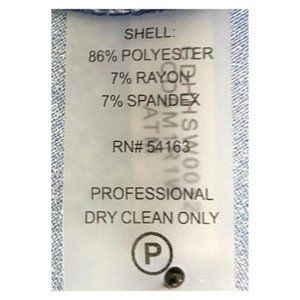 SHELL:
86% POLYESTER
7% RAYON
7% SPANDEX
RN# 54163
PROFESSIONAL
DRY CLEAN ONLY
P